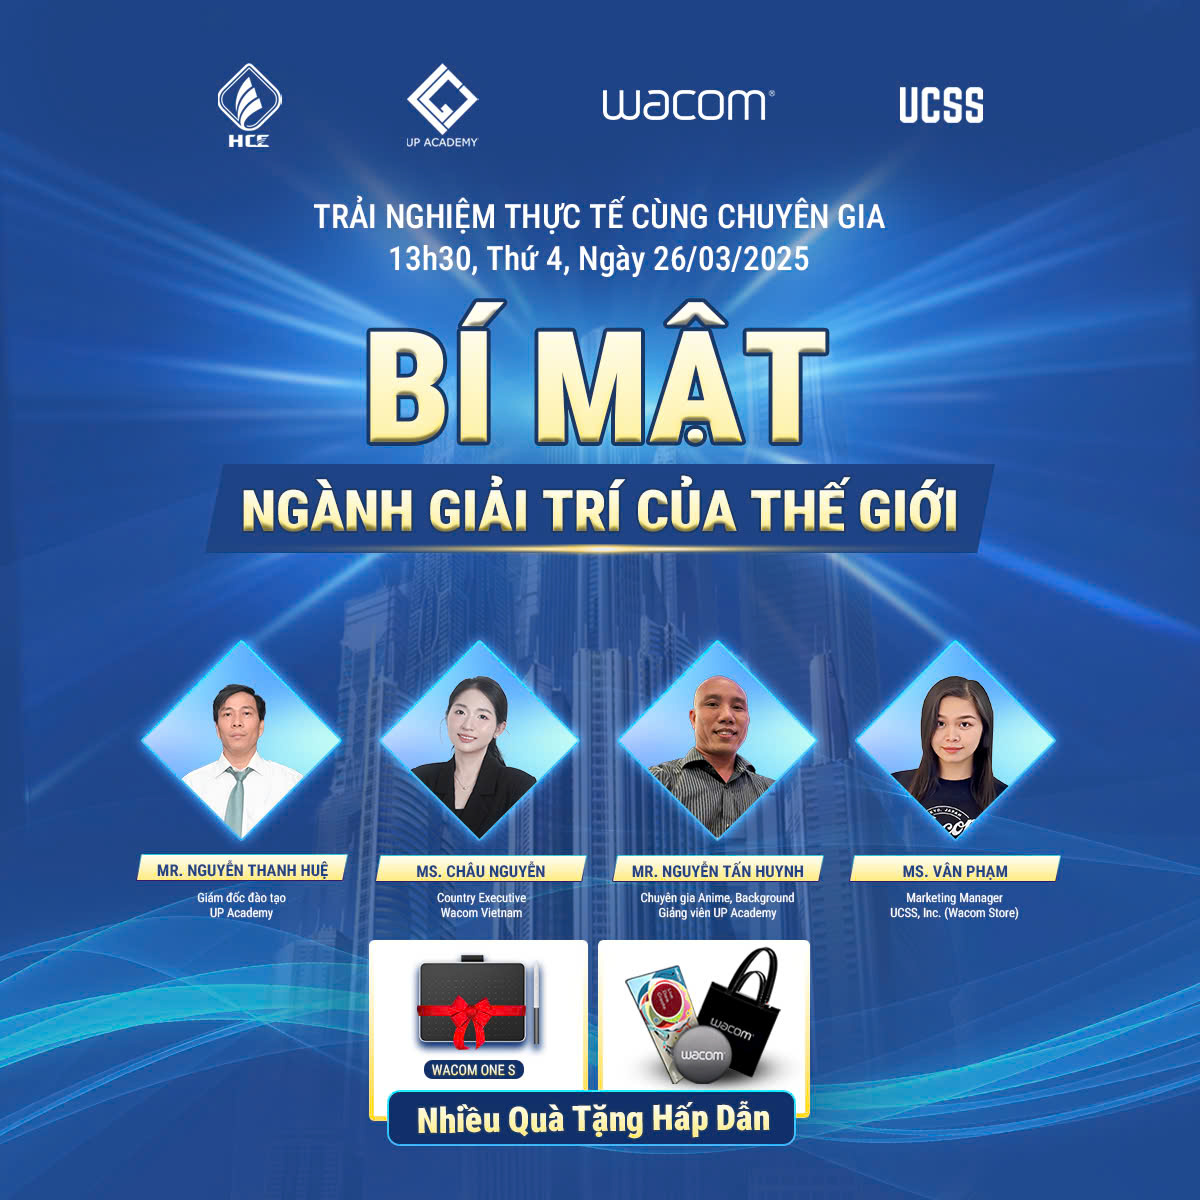 HCE
UP ACADEMY
wacom®
UCSS
TRẢI NGHIỆM THỰC TẾ CÙNG CHUYÊN GIA
13h30, Thứ 4, Ngày 26/03/2025
BÍ MẬT
NGÀNH GIẢI TRÍ CỦA THẾ GIỚI
MR. NGUYỄN THANH HUỆ
Giám đốc đào tạo
UP Academy
MS. CHÂU NGUYỄN
Country Executive
Wacom Vietnam
MR. NGUYỄN TẤN HUYNH
Chuyên gia Anime, Background
Giảng viên UP Academy
MS. VÂN PHẠM
Marketing Manager
UCSS, Inc. (Wacom Store)
WACOM ONE S
wacom
wacom
Nhiều Quà Tặng Hấp Dẫn